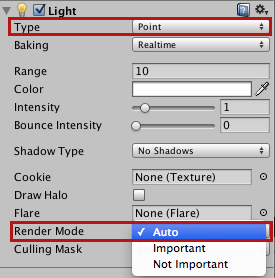 Light
Type Point
Baking Realtime
Range 10
Color
Intensity 1
Bounce Intensity 0
Shadow Type No Shadows
Cookie None (Texture)
Draw Halo
Flare None (Flare)
Render Mode Auto
Important
Culling Mask
Not Important